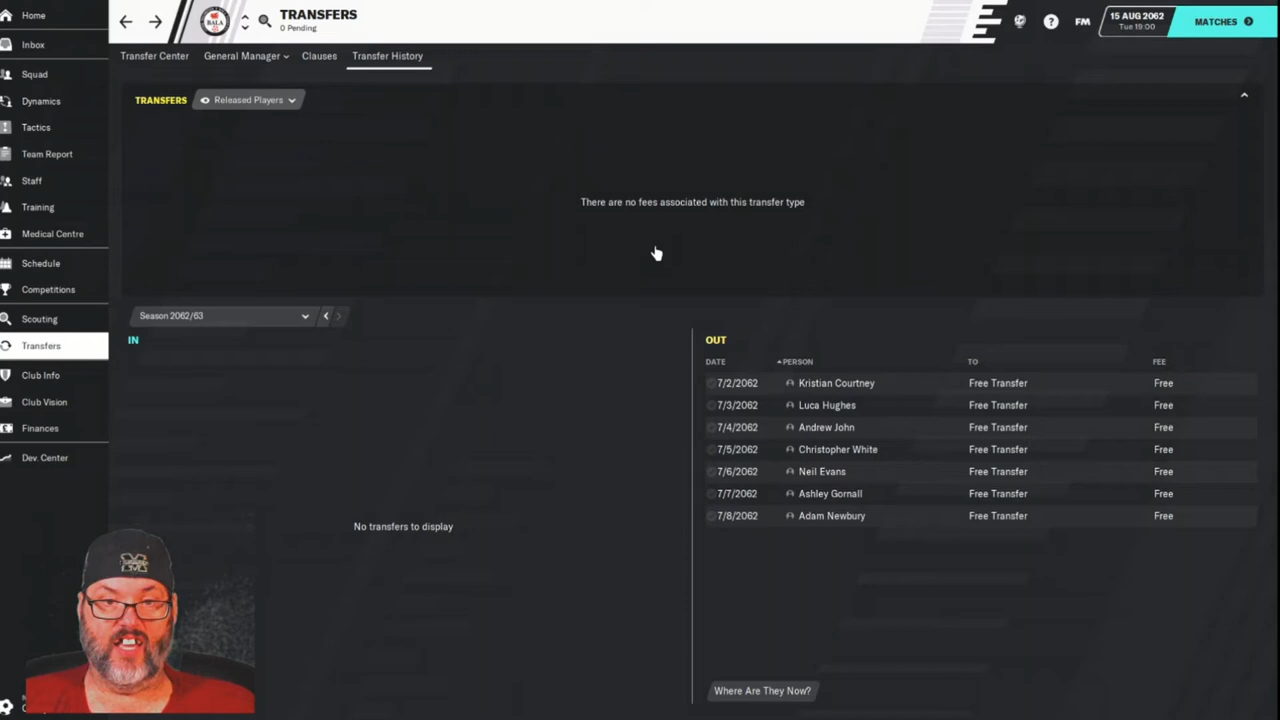 Home
TRANSFERS
0 Pending
BALA
FM
15 AUG 2062
Tue 19:00
MATCHES
Inbox
Transfer Center
General Manager
Clauses
Transfer History
Squad
Dynamics
Tactics
Team Report
Staff
Training
Medical Centre
Schedule
Competitions
Scouting
Transfers
Club Info
Club Vision
Finances
Dev. Center
TRANSFERS
Released Players
There are no fees associated with this transfer type
Season 2062/63
IN
No transfers to display
OUT
DATE PERSON TO FEE
7/2/2062 Kristian Courtney Free Transfer Free
7/3/2062 Luca Hughes Free Transfer Free
7/4/2062 Andrew John Free Transfer Free
7/5/2062 Christopher White Free Transfer Free
7/6/2062 Neil Evans Free Transfer Free
7/7/2062 Ashley Gornall Free Transfer Free
7/8/2062 Adam Newbury Free Transfer Free
Where Are They Now?